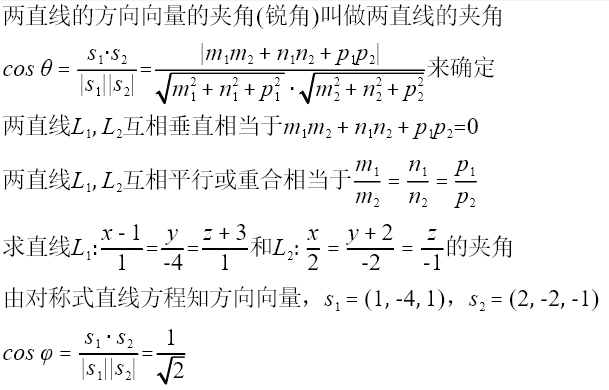 两直线的方向向量的夹角(锐角)叫做两直线的夹角
cos θ = s₁·s₂/|s₁||s₂| = |m₁m₂ + n₁n₂ + p₁p₂|/√(m₁² + n₁² + p₁²) · √(m₂² + n₂² + p₂²) 来确定
两直线L₁, L₂互相垂直相当于m₁m₂ + n₁n₂ + p₁p₂=0
两直线L₁, L₂互相平行或重合相当于m₁/m₂ = n₁/n₂ = p₁/p₂
求直线L₁: x - 1/1 = y/-4 = z + 3/1 和L₂: x/2 = y + 2/-2 = z/-1 的夹角
由对称式直线方程知方向向量，s₁ = (1, -4, 1)，s₂ = (2, -2, -1)
cos φ = s₁ · s₂/|s₁||s₂| = 1/√2